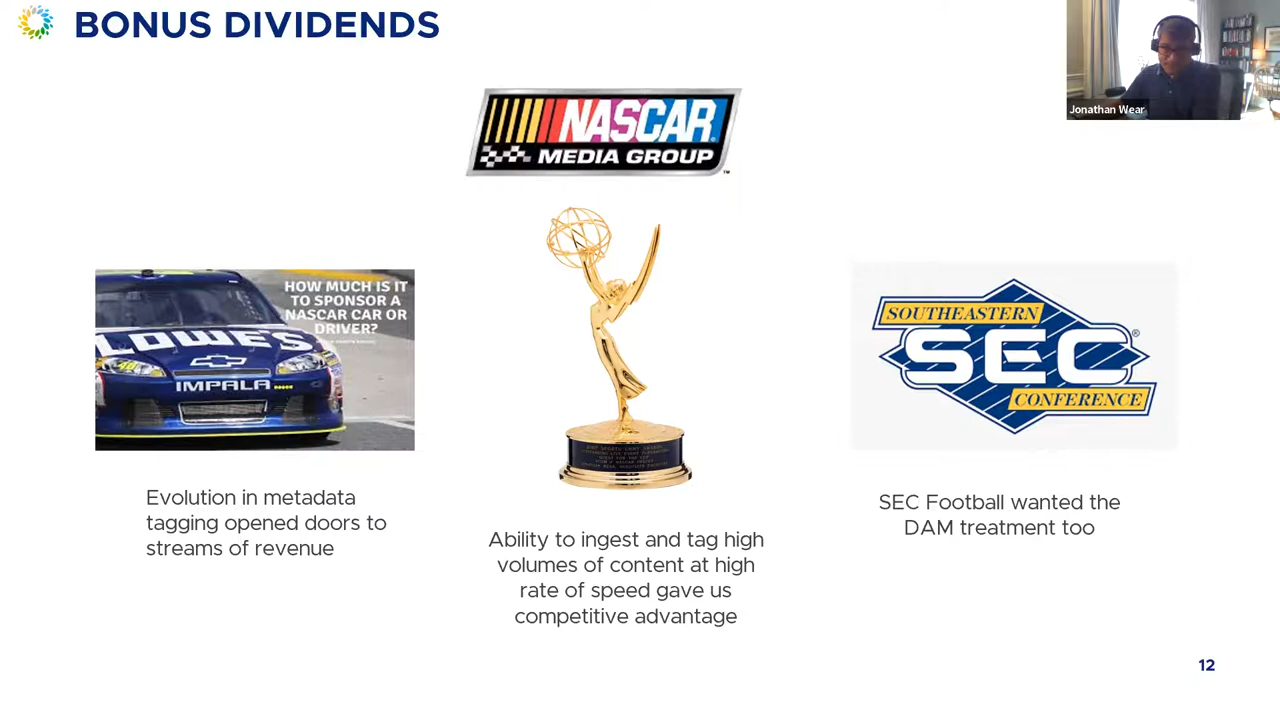 BONUS DIVIDENDS
Jonathan Wear
NASCAR
MEDIA GROUP
™
HOW MUCH IS IT
TO SPONSOR A
NASCAR CAR OR
DRIVER?
LOWE'S
48
IMPALA
SOUTHEASTERN
SEC®
CONFERENCE
Evolution in metadata
tagging opened doors to
streams of revenue
Ability to ingest and tag high
volumes of content at high
rate of speed gave us
competitive advantage
SEC Football wanted the
DAM treatment too
12